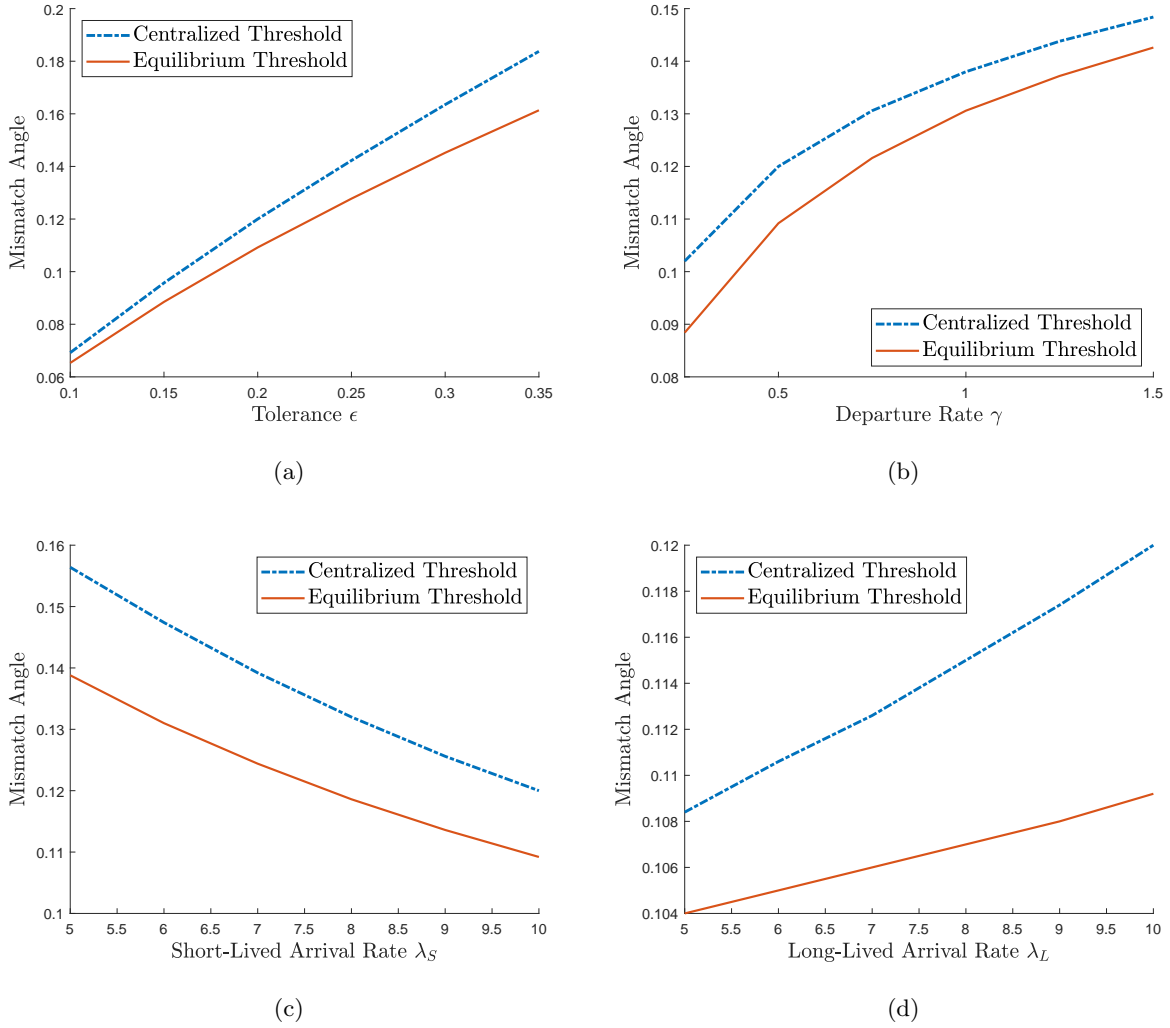 0.2
0.18
0.16
0.14
0.12
0.1
0.08
0.06
Mismatch Angle
Centralized Threshold
Equilibrium Threshold
0.1 0.15 0.2 0.25 0.3 0.35
Tolerance ϵ
(a)
0.15
0.14
0.13
0.12
0.11
0.1
0.09
0.08
Mismatch Angle
Centralized Threshold
Equilibrium Threshold
0.5 1 1.5
Departure Rate γ
(b)
0.16
0.15
0.14
0.13
0.12
0.11
0.1
Mismatch Angle
Centralized Threshold
Equilibrium Threshold
5 5.5 6 6.5 7 7.5 8 8.5 9 9.5 10
Short-Lived Arrival Rate λ_S
(c)
0.12
0.118
0.116
0.114
0.112
0.11
0.108
0.106
0.104
Mismatch Angle
Centralized Threshold
Equilibrium Threshold
5 5.5 6 6.5 7 7.5 8 8.5 9 9.5 10
Long-Lived Arrival Rate λ_L
(d)